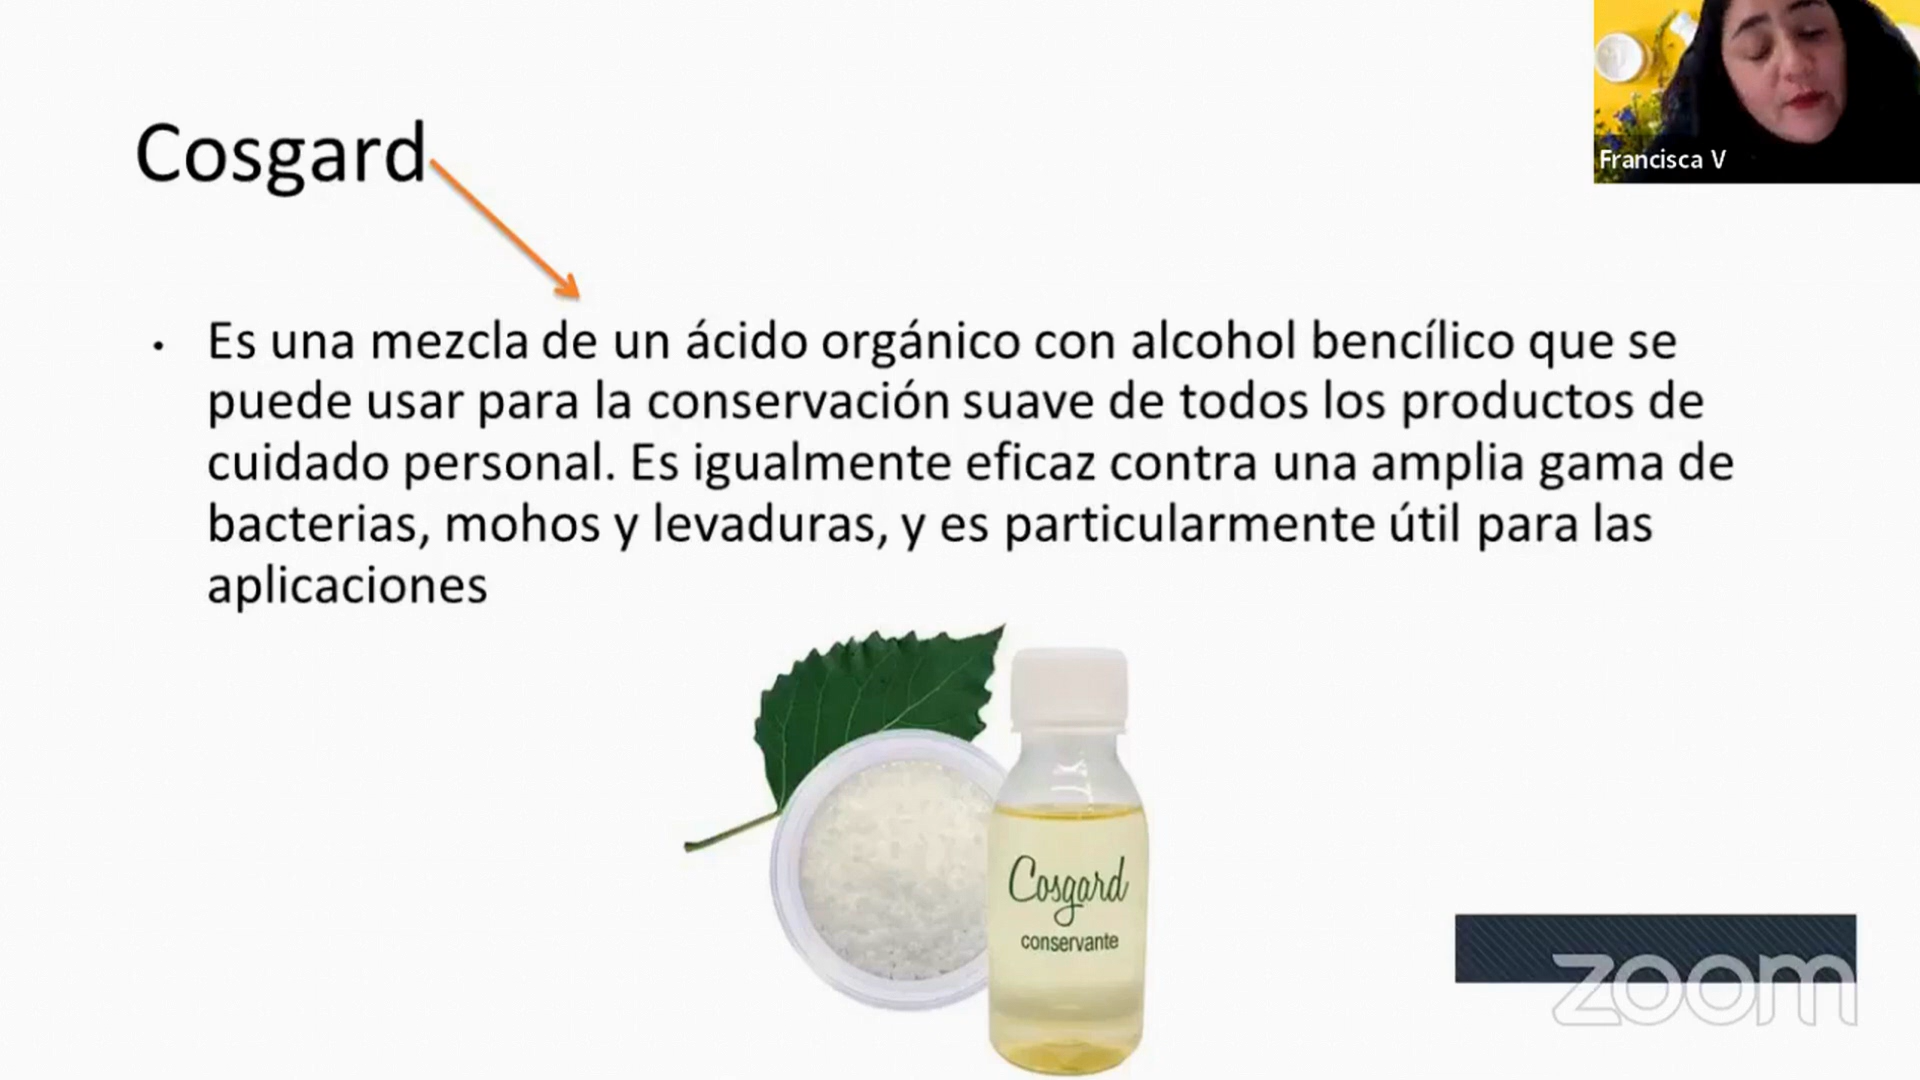 Cosgard
Francisca V
• Es una mezcla de un ácido orgánico con alcohol bencílico que se
puede usar para la conservación suave de todos los productos de
cuidado personal. Es igualmente eficaz contra una amplia gama de
bacterias, mohos y levaduras, y es particularmente útil para las
aplicaciones
Cosgard
conservante
zoom